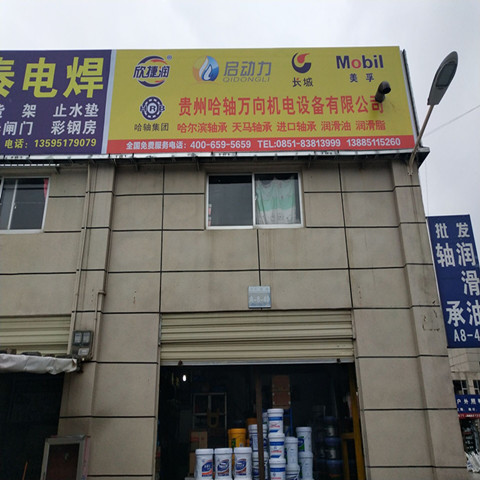 泰电焊
货 架 止水垫
闸门 彩钢房
电话：13595179079
欣捷润
启动力
QIDONGLI
长城
Mobil
美孚
哈轴集团
贵州哈轴万向机电设备有限公司
哈尔滨轴承 天马轴承 进口轴承 润滑油 润滑脂
全国免费服务电话：400-659-5659 TEL:0851-83813999 13885115260
批发
轴承
润滑油
A8-4